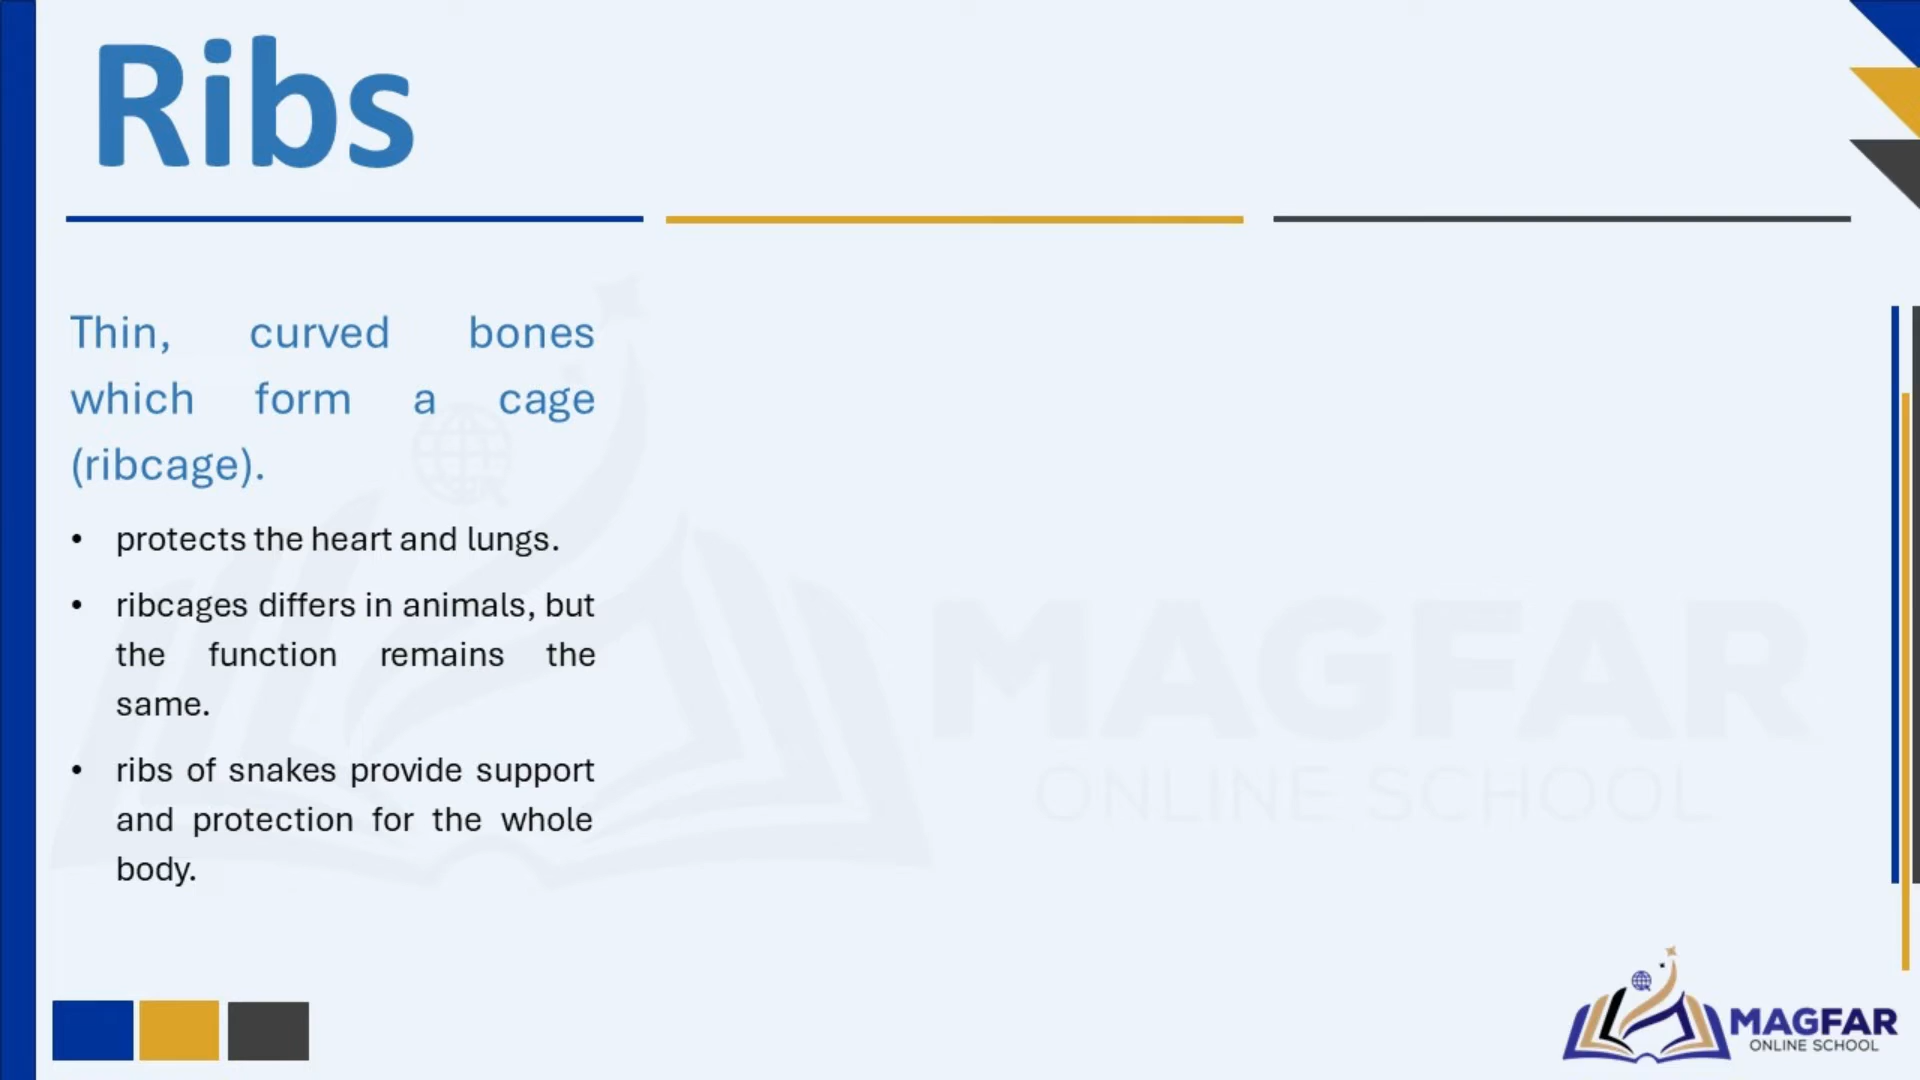 Ribs
Thin, curved bones
which form a cage
(ribcage).
• protects the heart and lungs.
• ribcages differs in animals, but
the function remains the
same.
• ribs of snakes provide support
and protection for the whole
body.
MAGFAR
ONLINE SCHOOL
MAGFAR
ONLINE SCHOOL